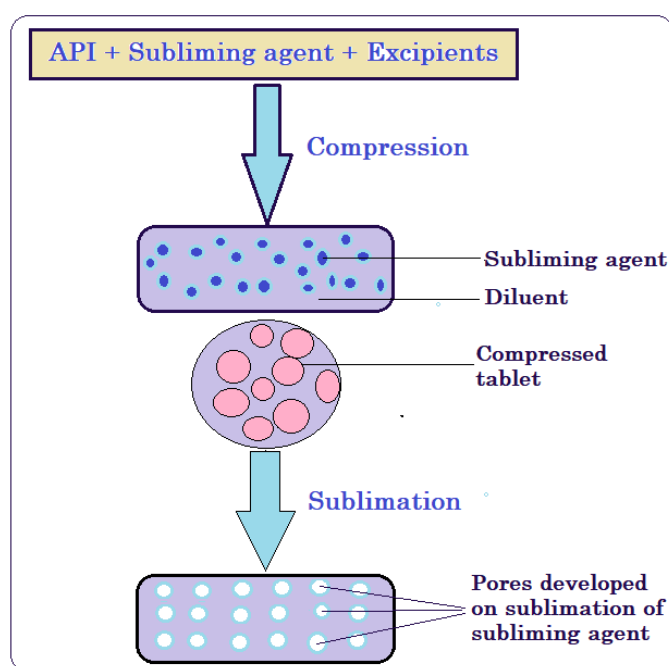 API + Subliming agent + Excipients
Compression
Subliming agent
Diluent
Compressed
tablet
Sublimation
Pores developed
on sublimation of
subliming agent